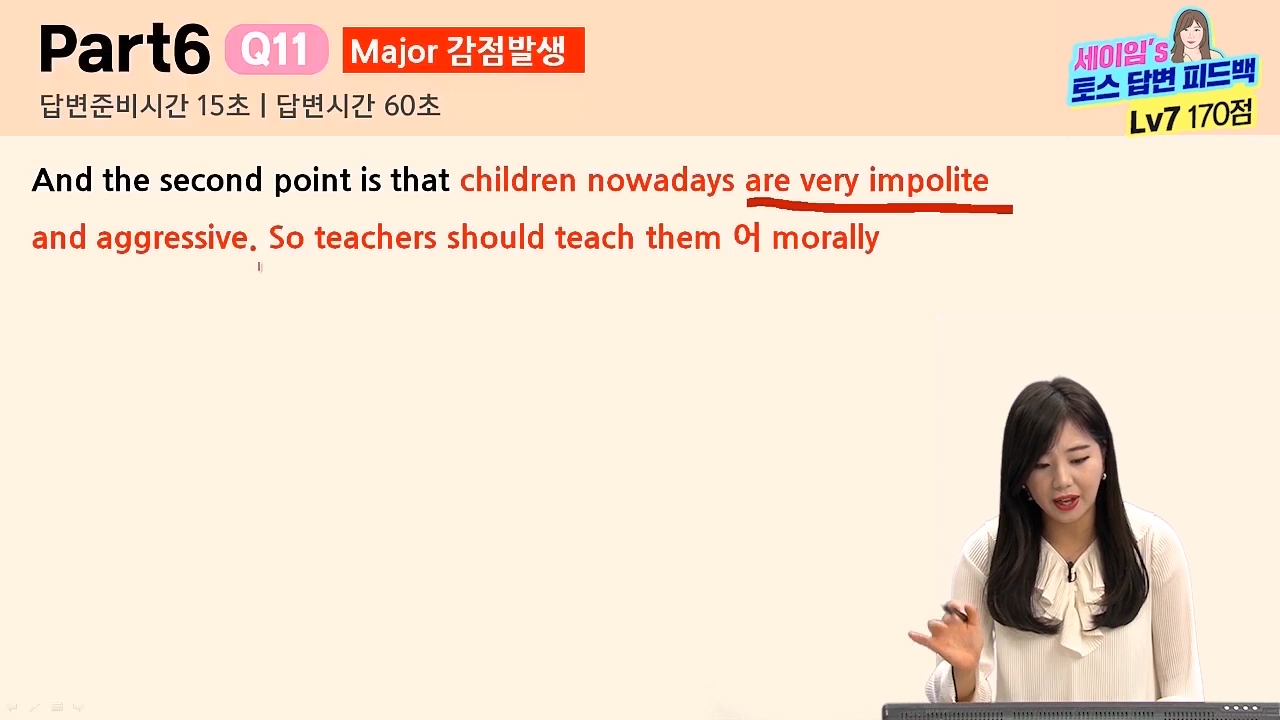 Part6 Q11 Major 감점발생
답변준비시간 15초 | 답변시간 60초
세이임's
토스 답변 피드백
Lv7 170점
And the second point is that children nowadays are very impolite
and aggressive. So teachers should teach them 어 morally